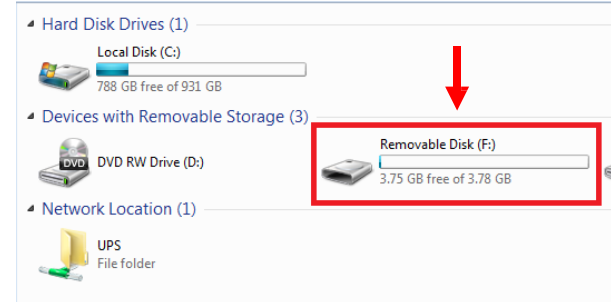 Hard Disk Drives (1)
Local Disk (C:)
788 GB free of 931 GB
Devices with Removable Storage (3)
DVD
DVD RW Drive (D:)
Removable Disk (F:)
3.75 GB free of 3.78 GB
Network Location (1)
UPS
File folder